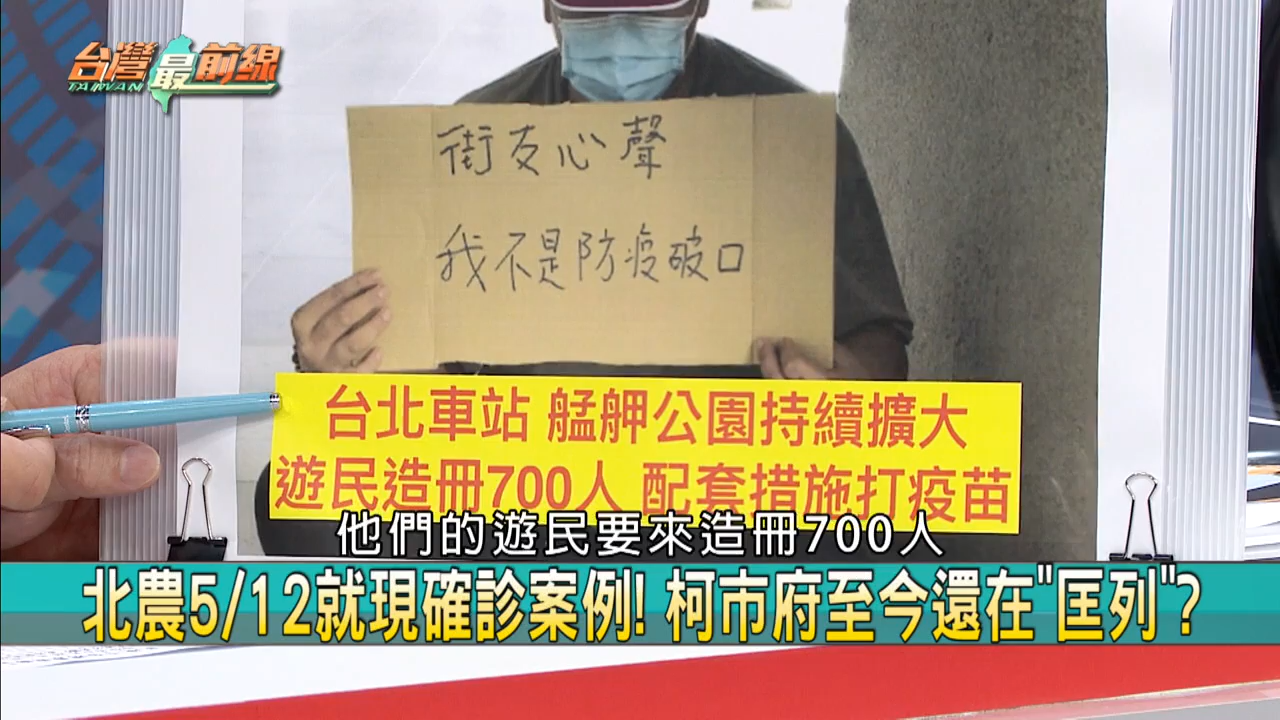 台灣最前線
TAIWAN
街友心聲
我不是防疫破口
台北車站 艋舺公園持續擴大
遊民造冊700人 配套措施打疫苗
他們的遊民要來造冊700人
北農5/12就現確診案例! 柯市府至今還在"匡列"?